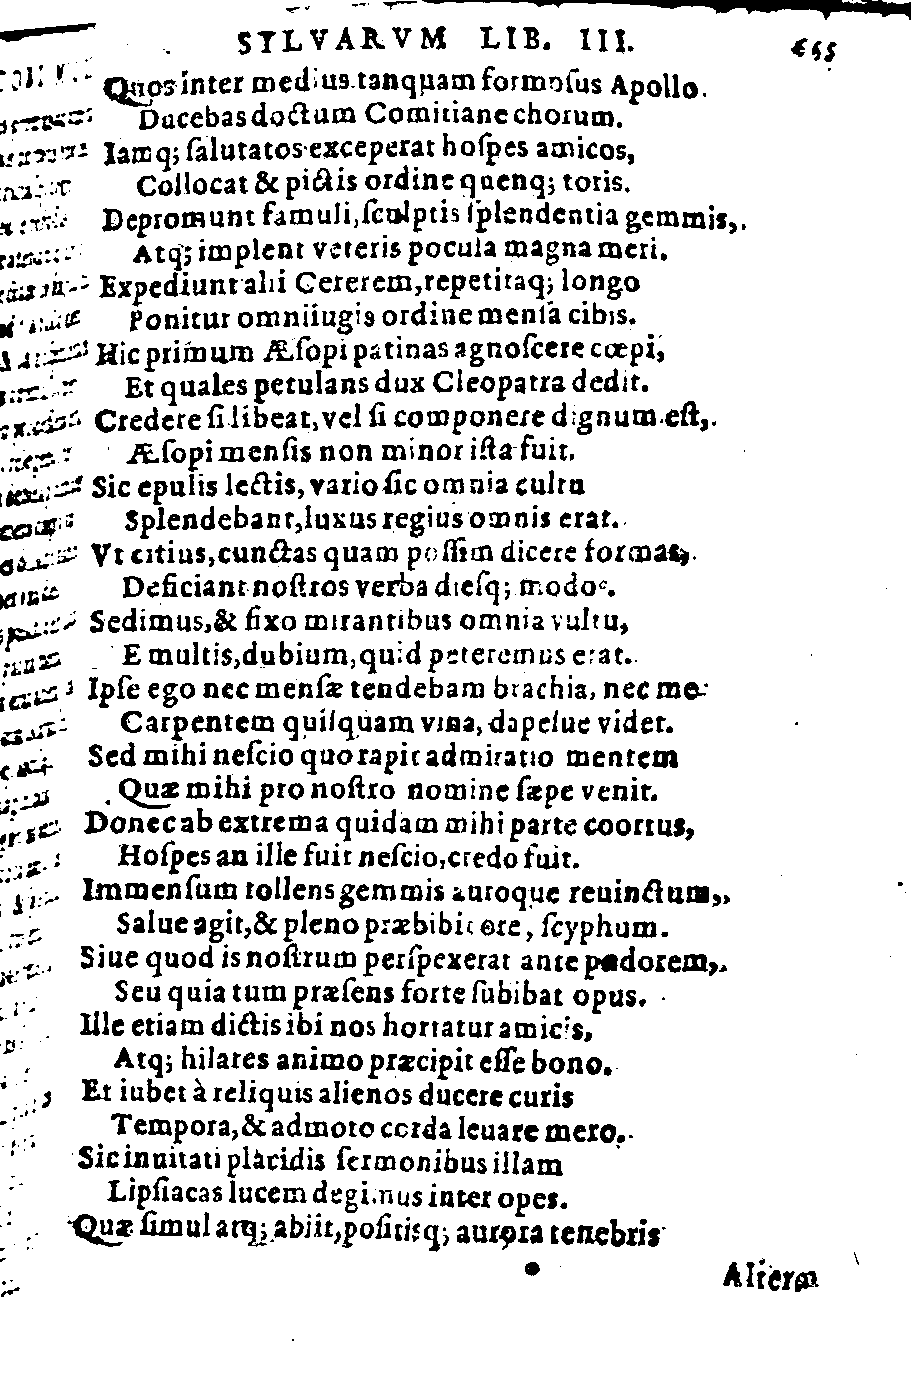 SYLVARVM LIB. III. 655
Quos inter medius tanquam formoſus Apollo.
Ducebas doctum Comitiane chorum.
Iamq; ſalutatos exceperat hoſpes amicos,
Collocat & pictis ordine quenq; toris.
Depromunt famuli, ſculptis ſplendentia gemmis,
Atq; implent veteris pocula magna meri.
Expediunt alii Cererem, repetitaq; longo
Ponitur omniiugis ordine menſa cibis.
Hic primum Æſopi patinas agnoſcere cœpi,
Et quales petulans dux Cleopatra dedit.
Credere ſi libeat, vel ſi componere dignum eſt,
Æſopi menſis non minor iſta fuit.
Sic epulis lectis, vario ſic omnia cultu
Splendebant, luxus regius omnis erat.
Vt citius, cunctas quam poſſim dicere formas,
Deficiant noſtros verba dieſq; modos.
Sedimus, & fixo mirantibus omnia vultu,
E multis, dubium, quid peteremus erat.
Ipſe ego nec menſæ tendebam brachia, nec me
Carpentem quiſquam vina, dapeſue videt.
Sed mihi neſcio quo rapit admiratio mentem
Quæ mihi pro noſtro nomine ſæpe venit.
Donec ab extrema quidam mihi parte coortus,
Hoſpes an ille fuit neſcio, credo fuit.
Immenſum tollens gemmis auroque reuinctum,
Salue agit, & pleno præbibit ore, ſcyphum.
Siue quod is noſtrum perſpexerat ante pudorem,
Seu quia tum præſens forte ſubibat opus.
Ille etiam dictis ibi nos hortatur amicis,
Atq; hilares animo præcipit eſſe bono.
Et iubet à reliquis alienos ducere curis
Tempora, & admoto corda leuare mero.
Sic inuitati plàcidis ſermonibus illam
Lipſiacas lucem degimus inter opes.
Quæ ſimul atq; abiit, poſitisq; aurora tenebris
Alterm